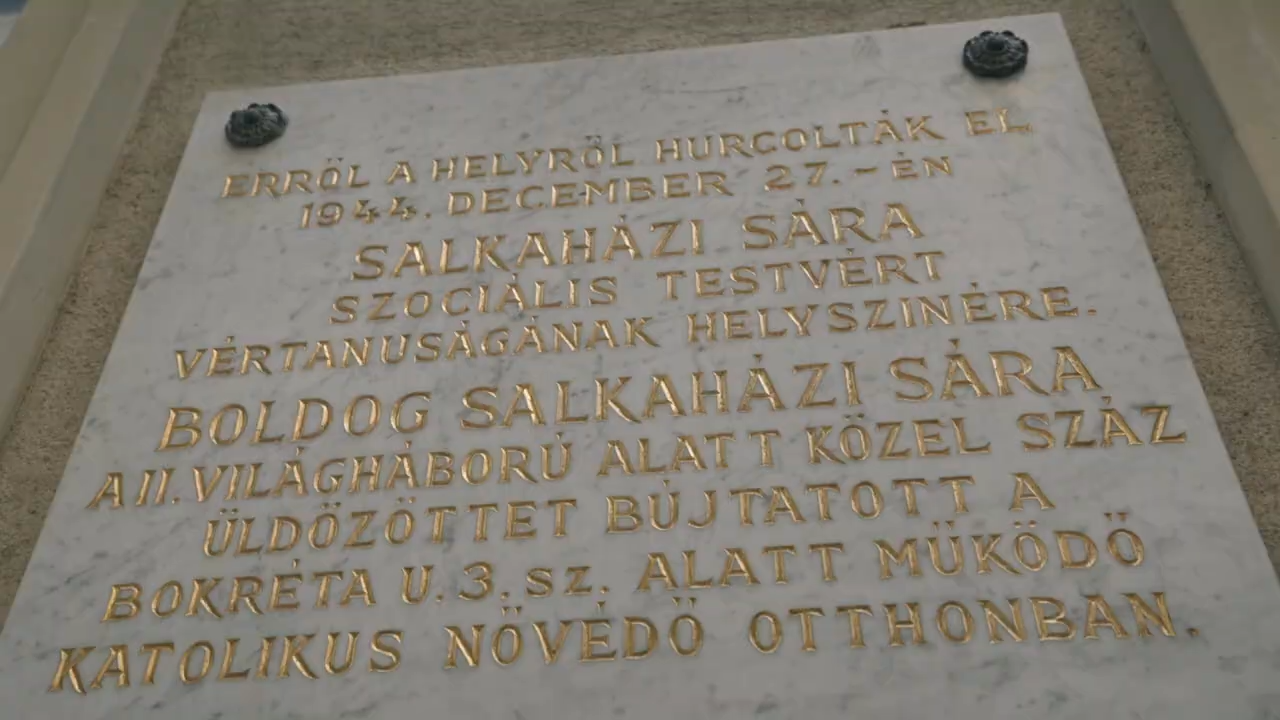 ERRŐL A HELYRŐL HURCOLTÁK EL
1944. DECEMBER 27.-ÉN
SALKAHÁZI SÁRA
SZOCIÁLIS TESTVÉRT
VÉRTANUSÁGÁNAK HELYSZINÉRE.
BOLDOG SALKAHÁZI SÁRA
A II. VILÁGHÁBORÚ ALATT KÖZEL SZÁZ
ÜLDÖZÖTTET BÚJTATOTT A
BOKRÉTA U. 3. SZ. ALATT MŰKÖDŐ
KATOLIKUS NÖVÉDŐ OTTHONBAN.